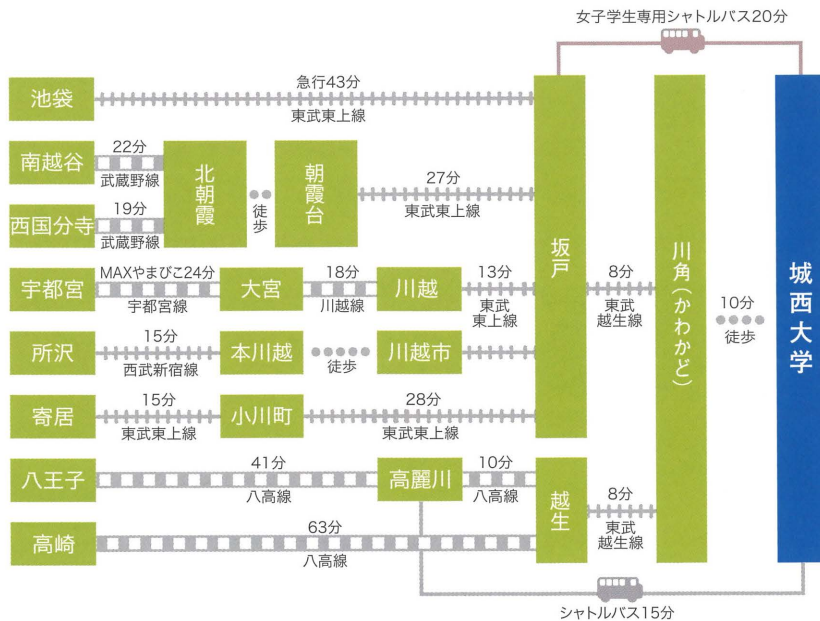 女子学生専用シャトルバス20分
池袋
急行43分
東武東上線
南越谷
22分
武蔵野線
西国分寺
19分
武蔵野線
北朝霞
徒歩
朝霞台
27分
東武東上線
宇都宮
MAXやまびこ24分
宇都宮線
大宮
18分
川越線
川越
13分
東武
東上線
所沢
15分
西武新宿線
本川越
徒歩
川越市
寄居
15分
東武東上線
小川町
28分
東武東上線
坂戸
8分
東武
越生線
八王子
41分
八高線
高麗川
10分
八高線
高崎
63分
八高線
越生
8分
東武
越生線
川角(かわかど)
10分
徒歩
城西大学
シャトルバス15分